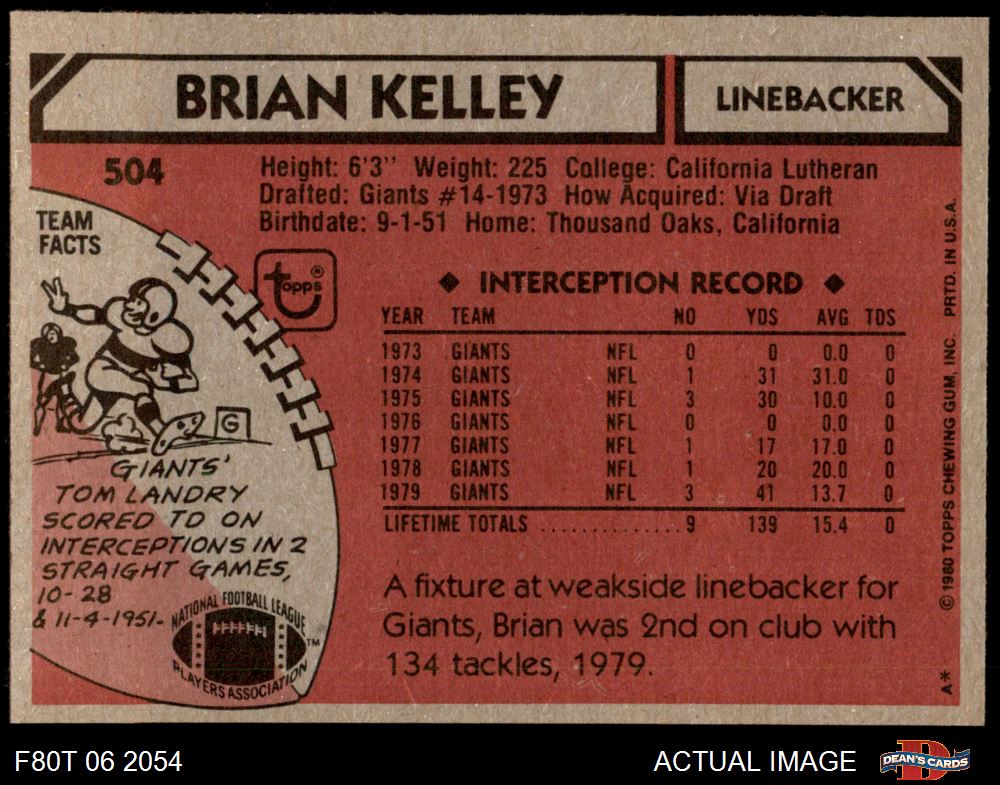 BRIAN KELLEY
LINEBACKER
504
Height: 6'3'' Weight: 225 College: California Lutheran
Drafted: Giants #14-1973 How Acquired: Via Draft
Birthdate: 9-1-51 Home: Thousand Oaks, California
TEAM
FACTS
topps®
G
GIANTS'
TOM LANDRY
SCORED TD ON
INTERCEPTIONS IN 2
STRAIGHT GAMES,
10-28
& 11-4-1951.
NATIONAL FOOTBALL LEAGUE
PLAYERS ASSOCIATION
TM
◆ INTERCEPTION RECORD ◆
YEAR TEAM NO YDS AVG TDS
1973 GIANTS NFL 0 0 0.0 0
1974 GIANTS NFL 1 31 31.0 0
1975 GIANTS NFL 3 30 10.0 0
1976 GIANTS NFL 0 0 0.0 0
1977 GIANTS NFL 1 17 17.0 0
1978 GIANTS NFL 1 20 20.0 0
1979 GIANTS NFL 3 41 13.7 0
LIFETIME TOTALS .............. 9 139 15.4 0
A fixture at weakside linebacker for
Giants, Brian was 2nd on club with
134 tackles, 1979.
A* © 1980 TOPPS CHEWING GUM, INC. PRTD. IN U.S.A.
F80T 06 2054
ACTUAL IMAGE
D
DEAN'S CARDS